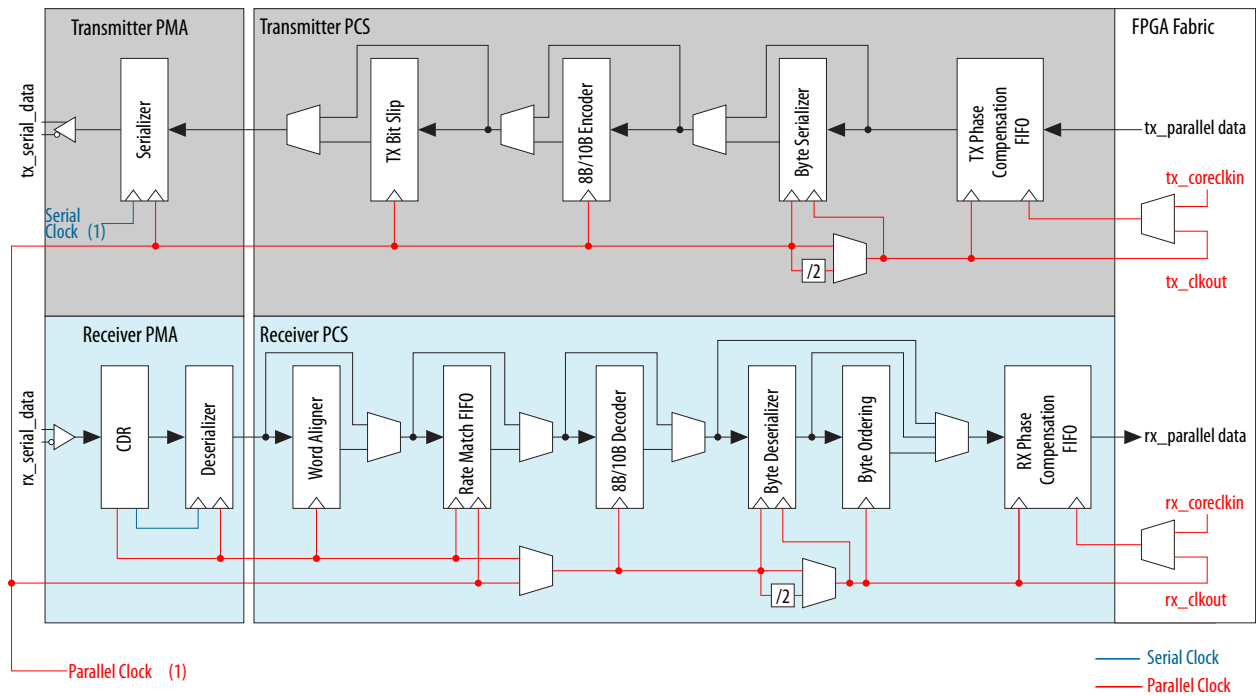 Transmitter PMA
Transmitter PCS
FPGA Fabric
tx_serial_data
Serializer
TX Bit Slip
8B/10B Encoder
Byte Serializer
TX Phase
Compensation
FIFO
tx_parallel data
tx_coreclkin
Serial
Clock (1)
/2
tx_clkout
Receiver PMA
Receiver PCS
rx_serial_data
CDR
Deserializer
Word Aligner
Rate Match FIFO
8B/10B Decoder
Byte Deserializer
Byte Ordering
RX Phase
Compensation
FIFO
rx_parallel data
rx_coreclkin
/2
rx_clkout
Parallel Clock (1)
Serial Clock
Parallel Clock